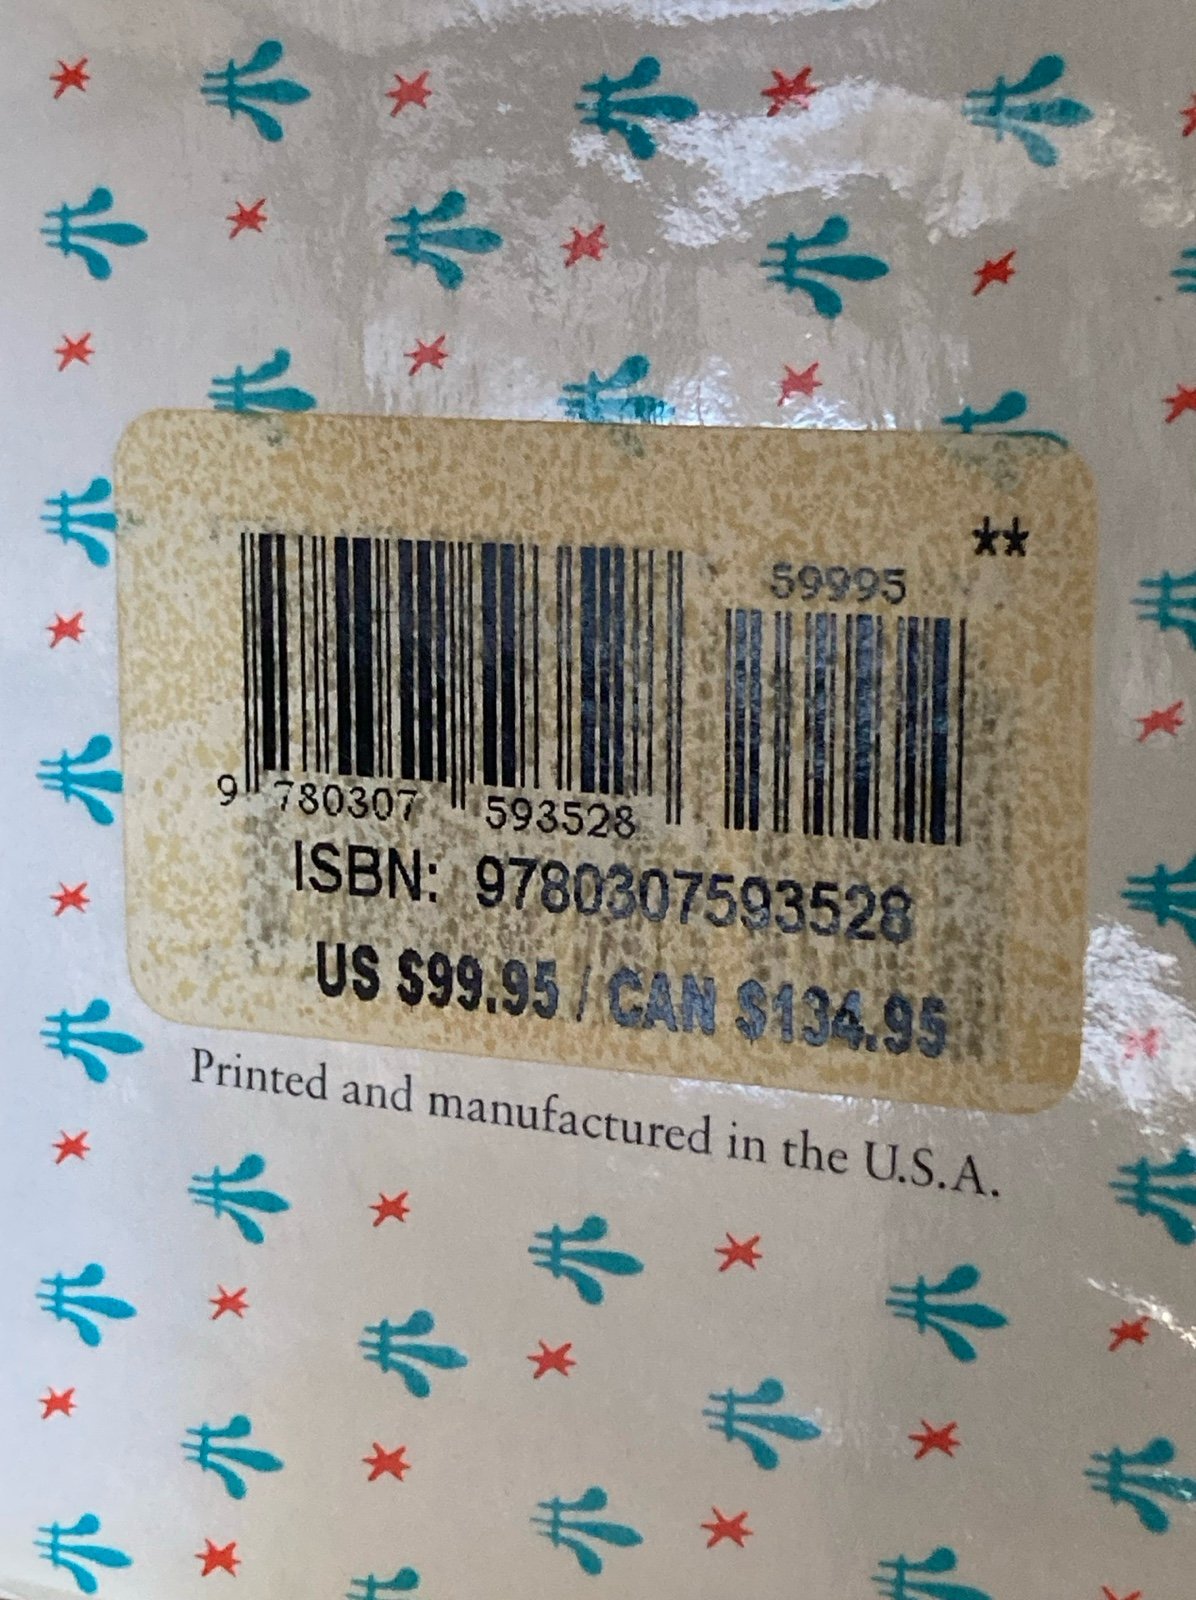 **
59995
9 780307 593528
ISBN: 9780307593528
US $99.95 / CAN $134.95
Printed and manufactured in the U.S.A.